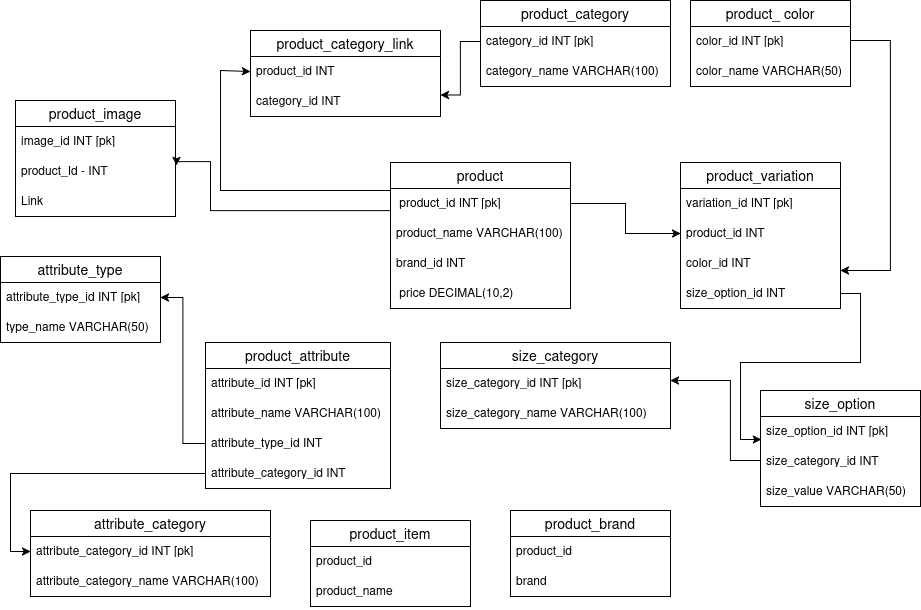 product_category
category_id INT [pk]
category_name VARCHAR(100)
product_ color
color_id INT [pk]
color_name VARCHAR(50)
product_category_link
product_id INT
category_id INT
product_image
image_id INT [pk]
product_Id - INT
Link
product
product_id INT [pk]
product_name VARCHAR(100)
brand_id INT
price DECIMAL(10,2)
product_variation
variation_id INT [pk]
product_id INT
color_id INT
size_option_id INT
attribute_type
attribute_type_id INT [pk]
type_name VARCHAR(50)
product_attribute
attribute_id INT [pk]
attribute_name VARCHAR(100)
attribute_type_id INT
attribute_category_id INT
size_category
size_category_id INT [pk]
size_category_name VARCHAR(100)
size_option
size_option_id INT [pk]
size_category_id INT
size_value VARCHAR(50)
attribute_category
attribute_category_id INT [pk]
attribute_category_name VARCHAR(100)
product_item
product_id
product_name
product_brand
product_id
brand